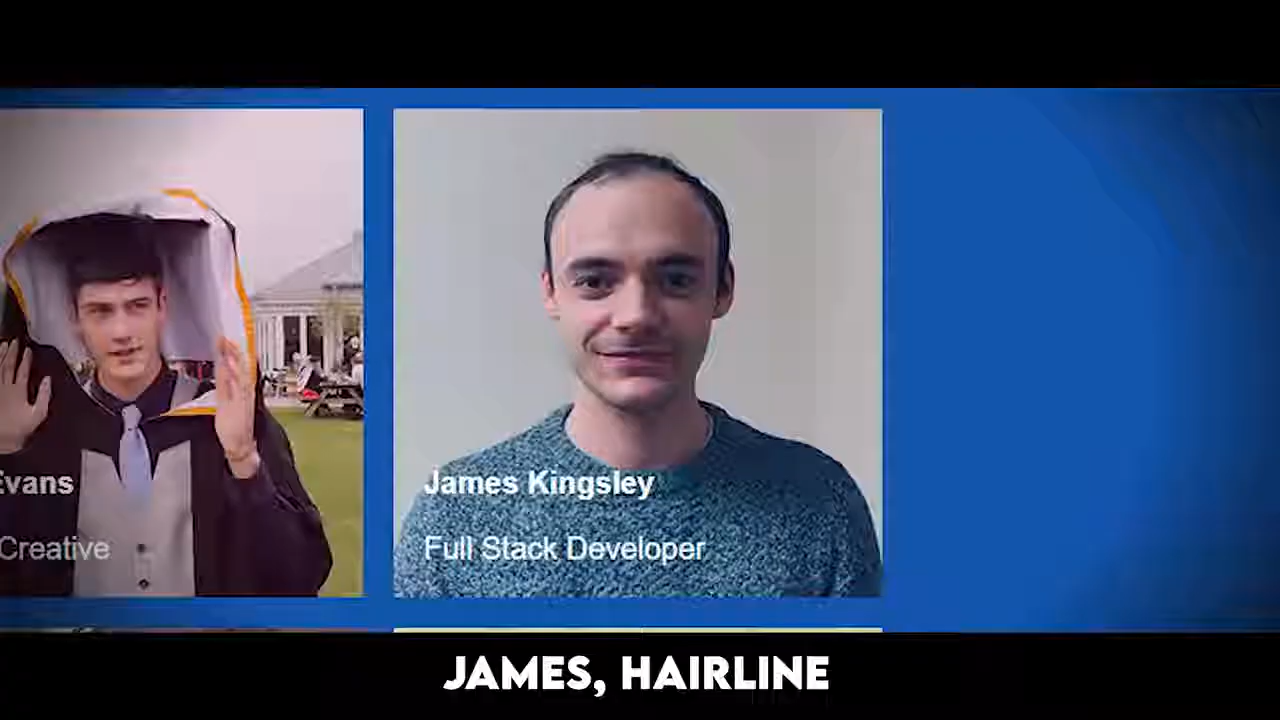 Evans
Creative
James Kingsley
Full Stack Developer
JAMES, HAIRLINE